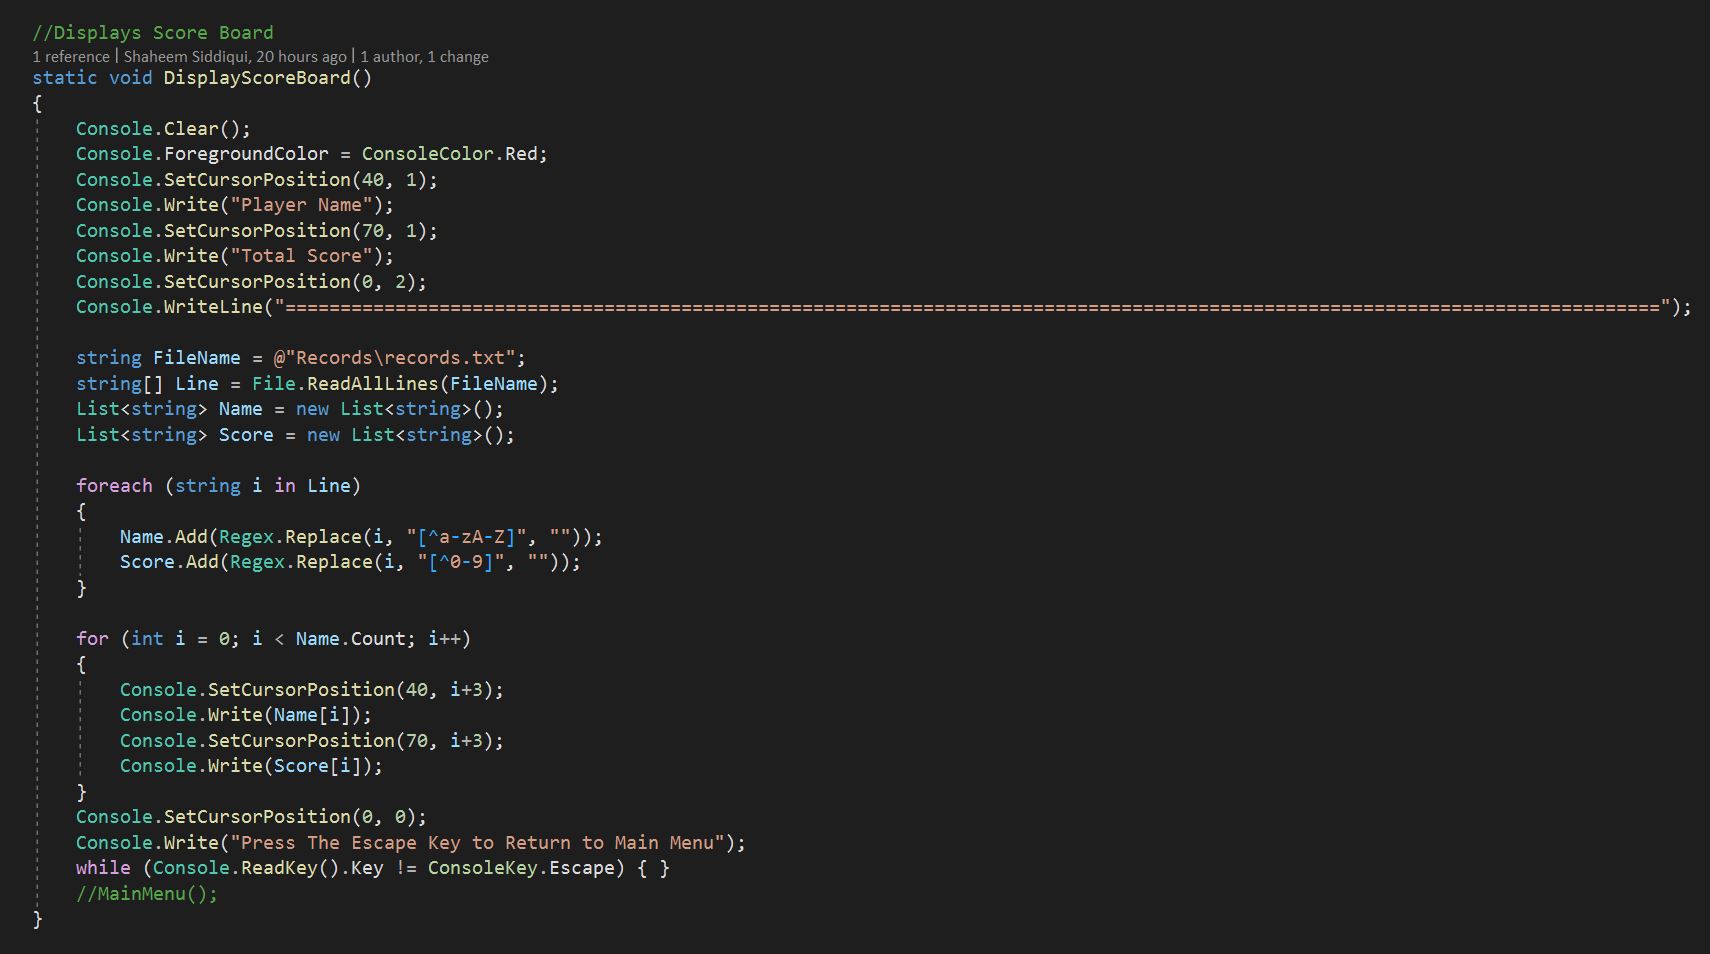 //Displays Score Board
1 reference | Shaheem Siddiqui, 20 hours ago | 1 author, 1 change
static void DisplayScoreBoard()
{
    Console.Clear();
    Console.ForegroundColor = ConsoleColor.Red;
    Console.SetCursorPosition(40, 1);
    Console.Write("Player Name");
    Console.SetCursorPosition(70, 1);
    Console.Write("Total Score");
    Console.SetCursorPosition(0, 2);
    Console.WriteLine("=============================================================================================================================");

    string FileName = @"Records\records.txt";
    string[] Line = File.ReadAllLines(FileName);
    List<string> Name = new List<string>();
    List<string> Score = new List<string>();

    foreach (string i in Line)
    {
        Name.Add(Regex.Replace(i, "[^a-zA-Z]", ""));
        Score.Add(Regex.Replace(i, "[^0-9]", ""));
    }

    for (int i = 0; i < Name.Count; i++)
    {
        Console.SetCursorPosition(40, i+3);
        Console.Write(Name[i]);
        Console.SetCursorPosition(70, i+3);
        Console.Write(Score[i]);
    }
    Console.SetCursorPosition(0, 0);
    Console.Write("Press The Escape Key to Return to Main Menu");
    while (Console.ReadKey().Key != ConsoleKey.Escape) { }
    //MainMenu();
}